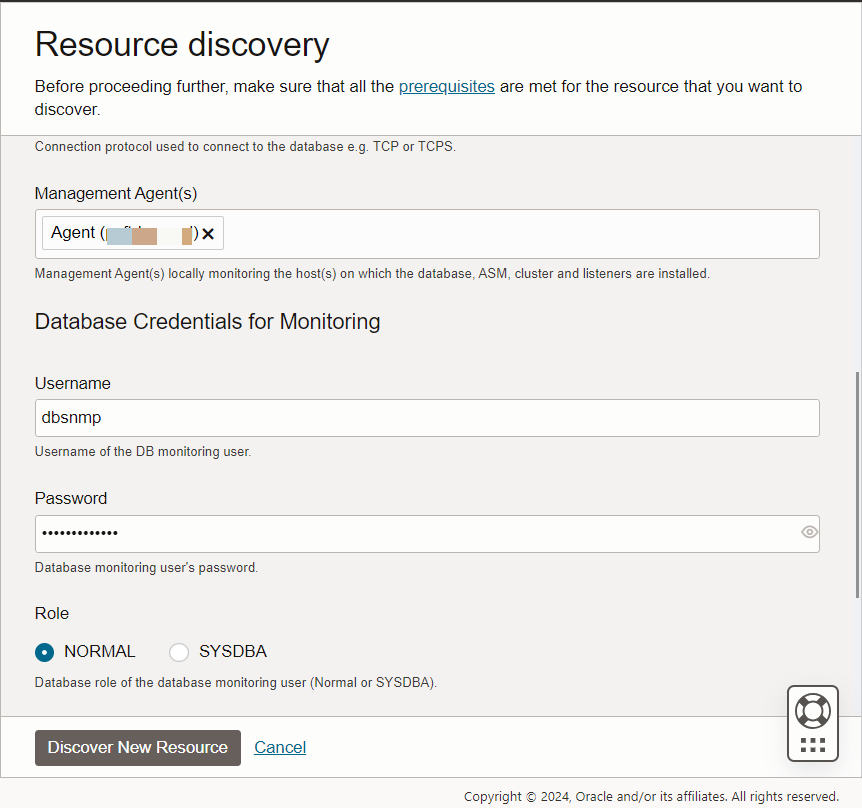 Resource discovery
Before proceeding further, make sure that all the prerequisites are met for the resource that you want to
discover.
Connection protocol used to connect to the database e.g. TCP or TCPS.
Management Agent(s)
Agent (
Management Agent(s) locally monitoring the host(s) on which the database, ASM, cluster and listeners are installed.
Database Credentials for Monitoring
Username
dbsnmp
Username of the DB monitoring user.
Password
•••••••••••••
Database monitoring user's password.
Role
NORMAL SYSDBA
Database role of the database monitoring user (Normal or SYSDBA).
Discover New Resource Cancel
Copyright © 2024, Oracle and/or its affiliates. All rights reserved.